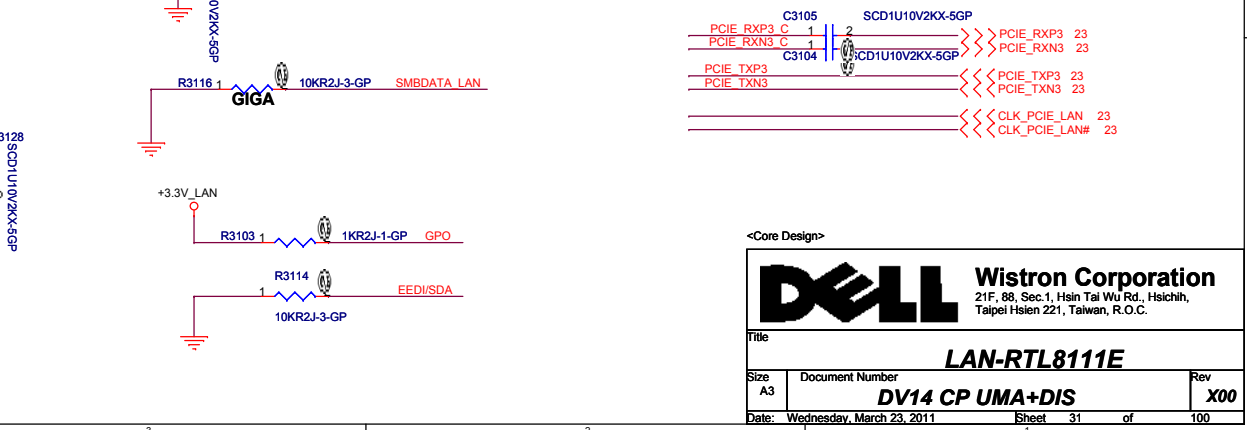 0V2KX-5GP
C3105 SCD1U10V2KX-5GP
PCIE_RXP3_C 1 2 PCIE_RXP3 23
PCIE_RXN3_C 1 PCIE_RXN3 23
C3104 SCD1U10V2KX-5GP
PCIE_TXP3 PCIE_TXP3 23
PCIE_TXN3 PCIE_TXN3 23
CLK_PCIE_LAN 23
CLK_PCIE_LAN# 23
R3116 1 10KR2J-3-GP SMBDATA_LAN
GIGA
3128
SCD1U10V2KX-5GP
+3.3V_LAN
R3103 1 1KR2J-1-GP GPO
R3114
1 EEDI/SDA
10KR2J-3-GP
<Core Design>
DELL
Wistron Corporation
21F, 88, Sec.1, Hsin Tai Wu Rd., Hsichih,
Taipei Hsien 221, Taiwan, R.O.C.
Title
LAN-RTL8111E
Size Document Number Rev
A3 DV14 CP UMA+DIS X00
Date: Wednesday, March 23, 2011 Sheet 31 of 100